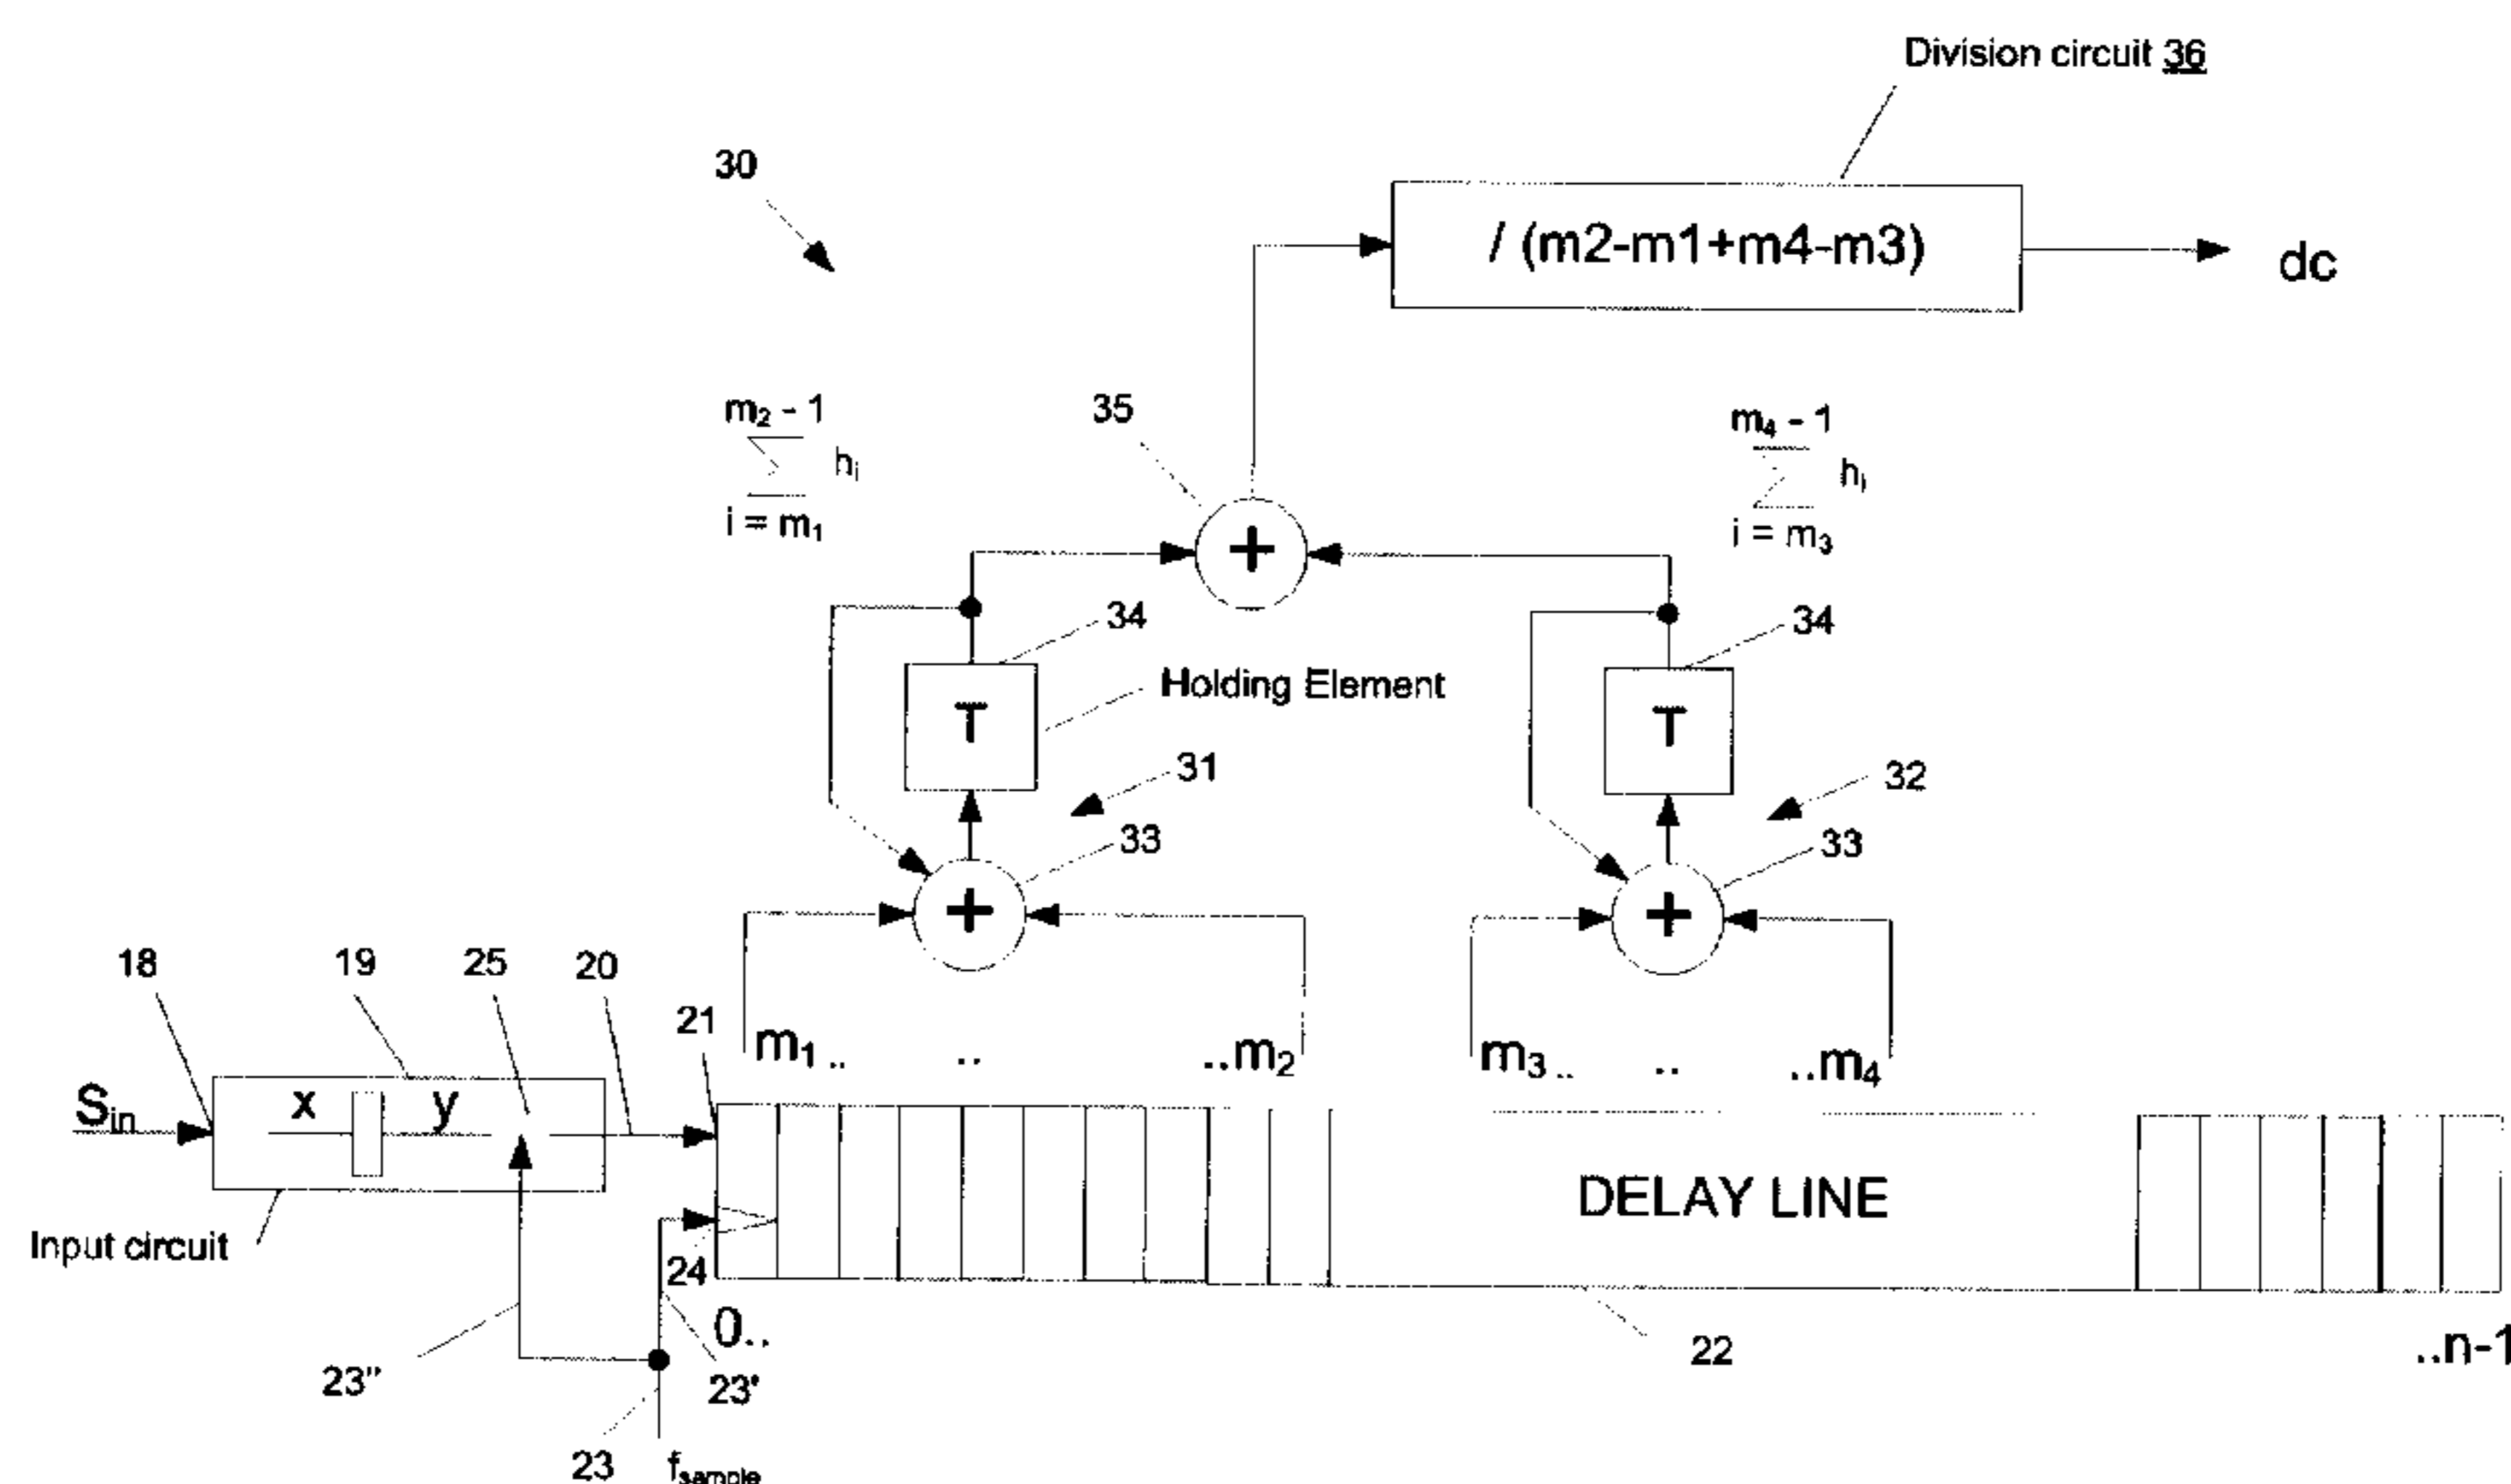 Division circuit 36
30
/ (m2-m1+m4-m3)
dc
m₂ - 1
∑ hᵢ
i = m₁
35
m₄ - 1
∑ hᵢ
i = m₃
+
34
34
Holding Element
T
T
31
32
33
33
+
+
18
19
25
20
21
m₁..
..
..m₂
m₃..
..
..m₄
Sin
x
y
DELAY LINE
Input circuit
24
0..
22
..n-1
23"
23'
23
fsample